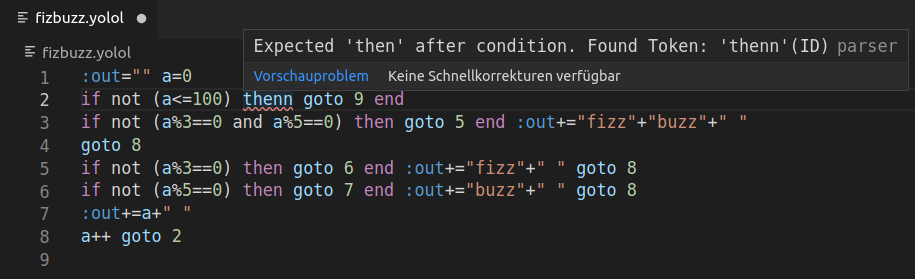 fizbuzz.yolol
fizbuzz.yolol
Expected 'then' after condition. Found Token: 'thenn'(ID) parser
Vorschauproblem Keine Schnellkorrekturen verfügbar
1 :out="" a=0
2 if not (a<=100) thenn goto 9 end
3 if not (a%3==0 and a%5==0) then goto 5 end :out+="fizz"+"buzz"+" "
4 goto 8
5 if not (a%3==0) then goto 6 end :out+="fizz"+" " goto 8
6 if not (a%5==0) then goto 7 end :out+="buzz"+" " goto 8
7 :out+=a+" "
8 a++ goto 2
9